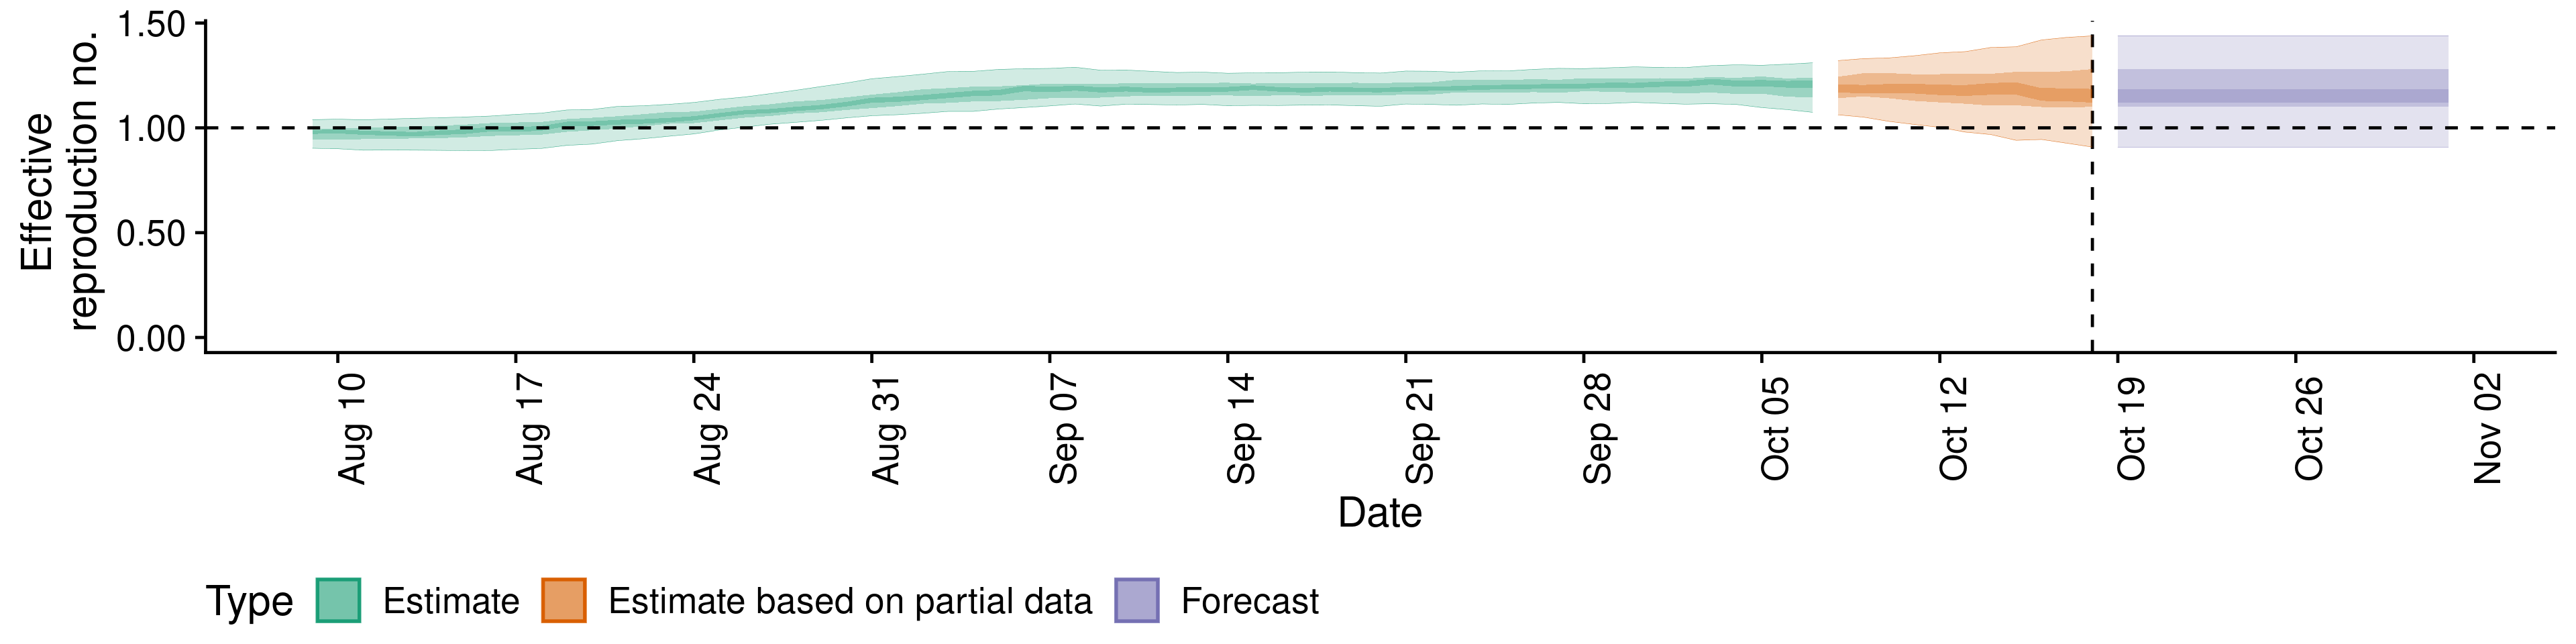 Effective
reproduction no.
1.50
1.00
0.50
0.00
Aug 10
Aug 17
Aug 24
Aug 31
Sep 07
Sep 14
Sep 21
Sep 28
Oct 05
Oct 12
Oct 19
Oct 26
Nov 02
Date
Type Estimate Estimate based on partial data Forecast